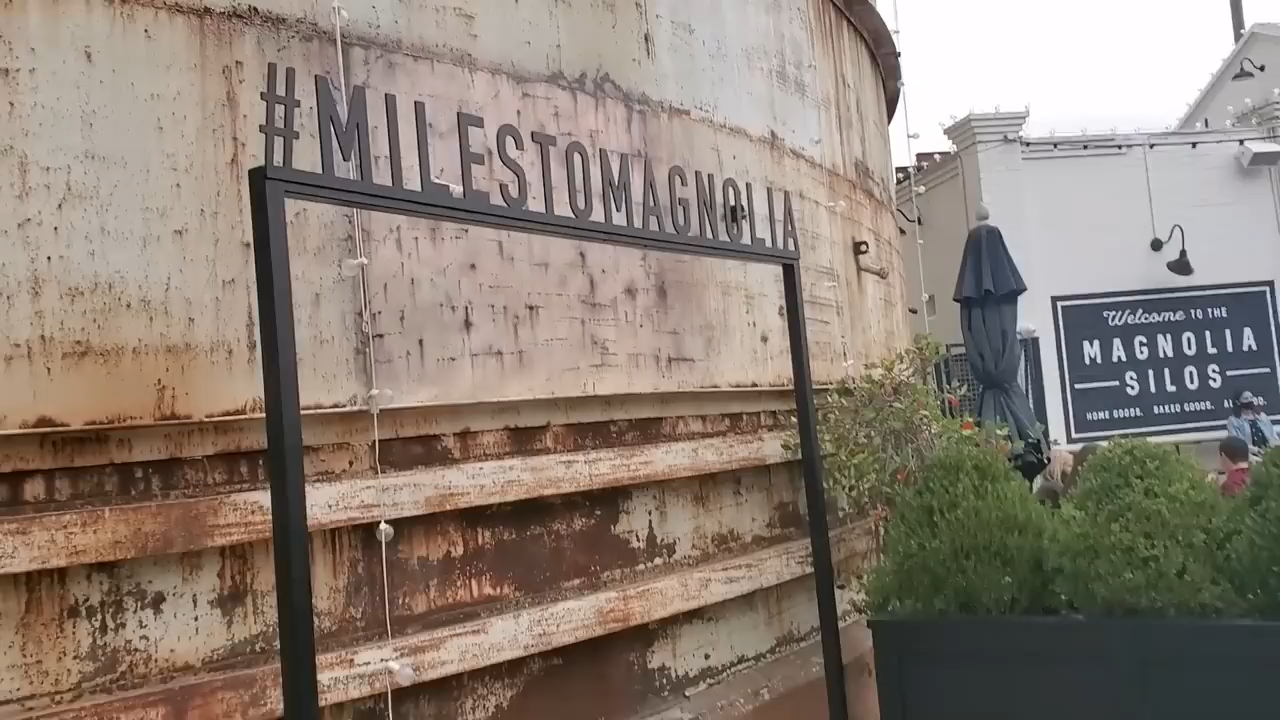 #MILESTOMAGNOLIA
Welcome TO THE
MAGNOLIA
SILOS
HOME GOODS. BAKED GOODS.